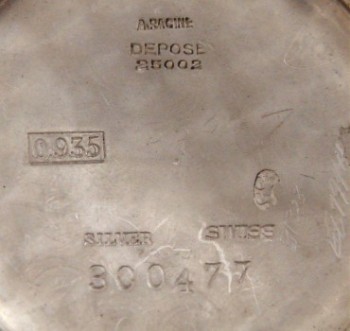 A.RACINE
DEPOSE
25002
0.935
SILVER SWISS
300477